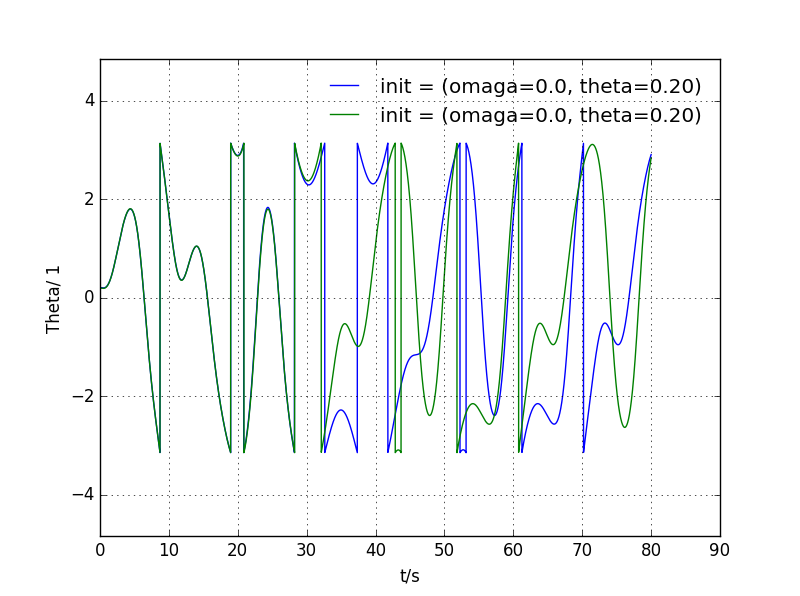 init = (omaga=0.0, theta=0.20)
init = (omaga=0.0, theta=0.20)
4
2
0
−2
−4
Theta/ 1
0 10 20 30 40 50 60 70 80 90
t/s